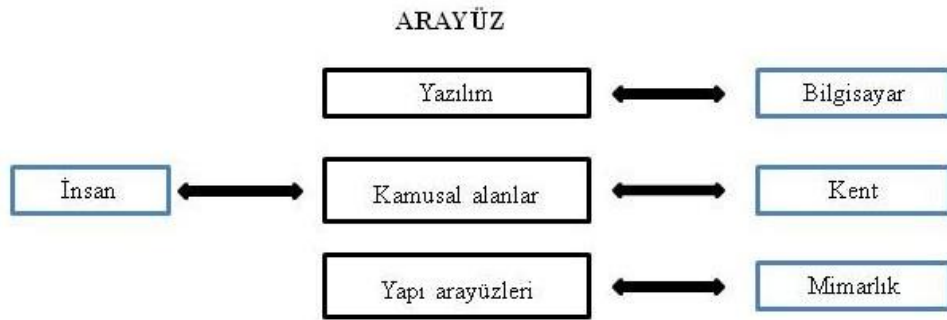 ARAYÜZ
Yazılım
Bilgisayar
İnsan
Kamusal alanlar
Kent
Yapı arayüzleri
Mimarlık